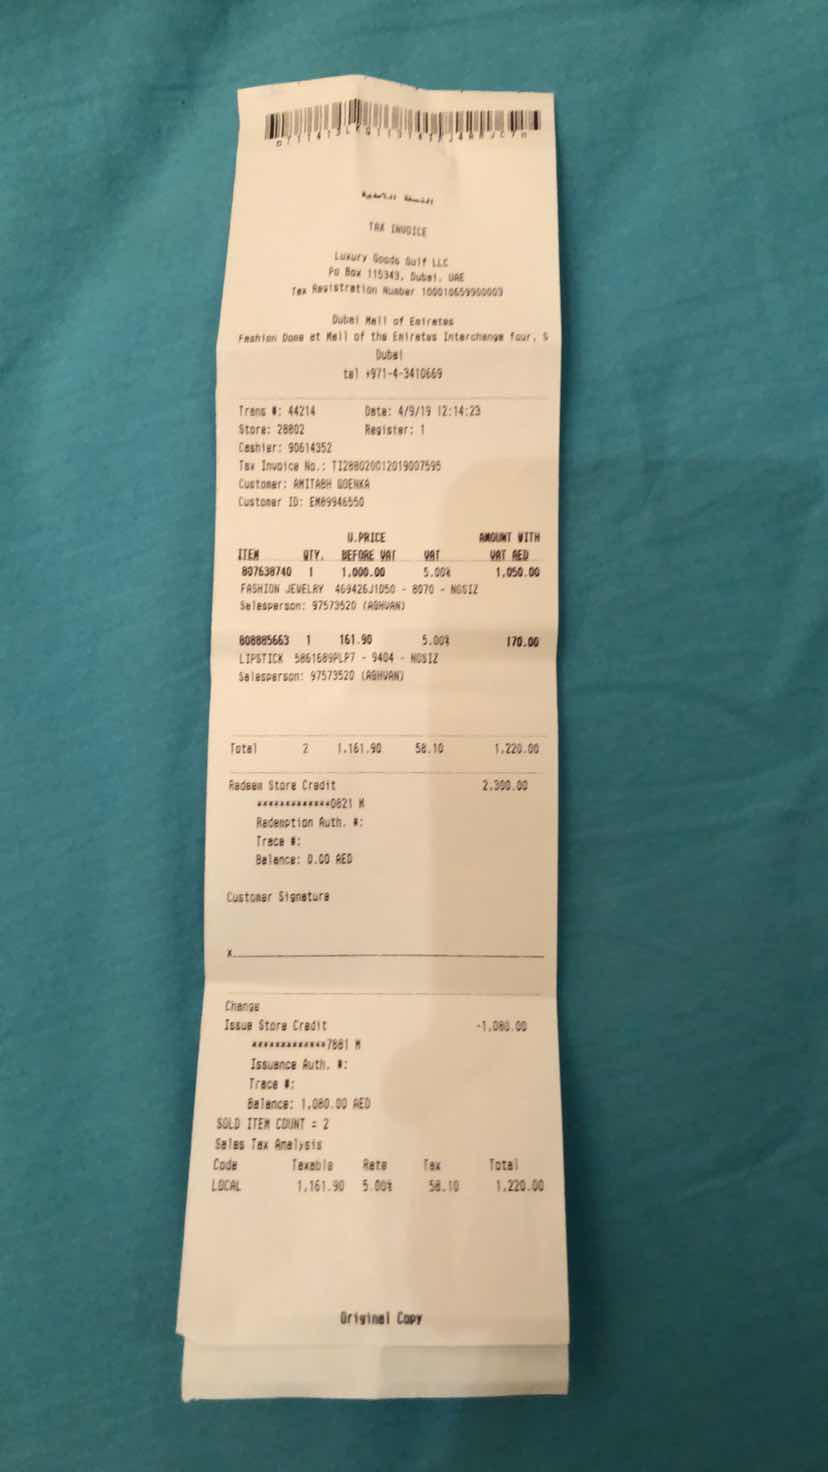 النسخة الأصلية
TAX INVOICE
Luxury Goods Gulf LLC
Po Box 115343, Dubai, UAE
Tax Registration Number 100010659900003
Dubai Mall of Emirates
Fashion Dome at Mall of the Emirates Interchange four, S
Dubai
tel +971-4-3410669
Trans #: 44214 Date: 4/9/19 12:14:23
Store: 28802 Register: 1
Cashier: 90614352
Tax Invoice No.: TI288020012019007595
Customer: AMITABH GOENKA
Customer ID: EM89946550
U.PRICE AMOUNT WITH
ITEM QTY. BEFORE VAT VAT VAT AED
807638740 1 1,000.00 5.00% 1,050.00
FASHION JEWELRY 469426J1D50 - 8070 - NOSIZ
Salesperson: 97573520 (AGHVAN)
808885663 1 161.90 5.00% 170.00
LIPSTICK 5861689PLP7 - 9404 - NOSIZ
Salesperson: 97573520 (AGHVAN)
Total 2 1,161.90 58.10 1,220.00
Redeem Store Credit 2,300.00
*************0821 M
Redemption Auth. #:
Trace #:
Balance: 0.00 AED
Customer Signature
X
Change
Issue Store Credit -1,080.00
*************7881 M
Issuance Auth. #:
Trace #:
Balance: 1,080.00 AED
SOLD ITEM COUNT = 2
Sales Tax Analysis
Code Taxable Rate Tax Total
LOCAL 1,161.90 5.00% 58.10 1,220.00
Original Copy